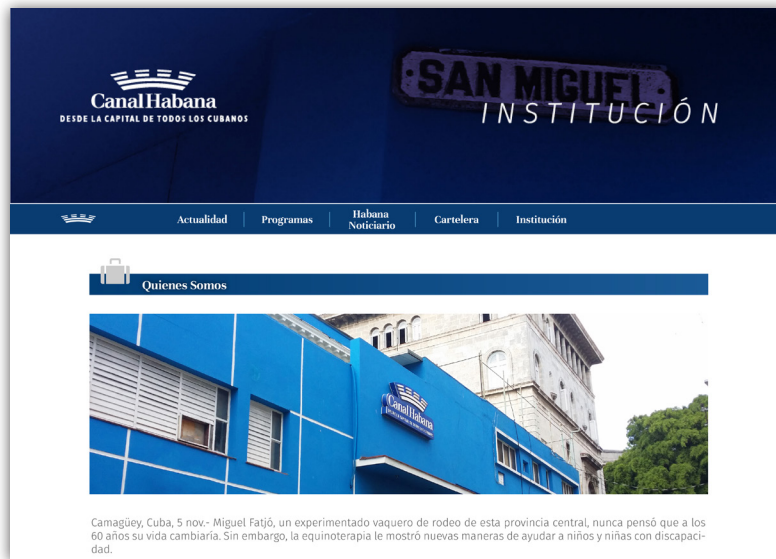 CanalHabana
DESDE LA CAPITAL DE TODOS LOS CUBANOS
SAN MIGUEL
INSTITUCIÓN
Actualidad
Programas
Habana
Noticiario
Cartelera
Institución
Quienes Somos
CanalHabana
Camagüey, Cuba, 5 nov.- Miguel Fatjó, un experimentado vaquero de rodeo de esta provincia central, nunca pensó que a los
60 años su vida cambiaría. Sin embargo, la equinoterapia le mostró nuevas maneras de ayudar a niños y niñas con discapaci-
dad.